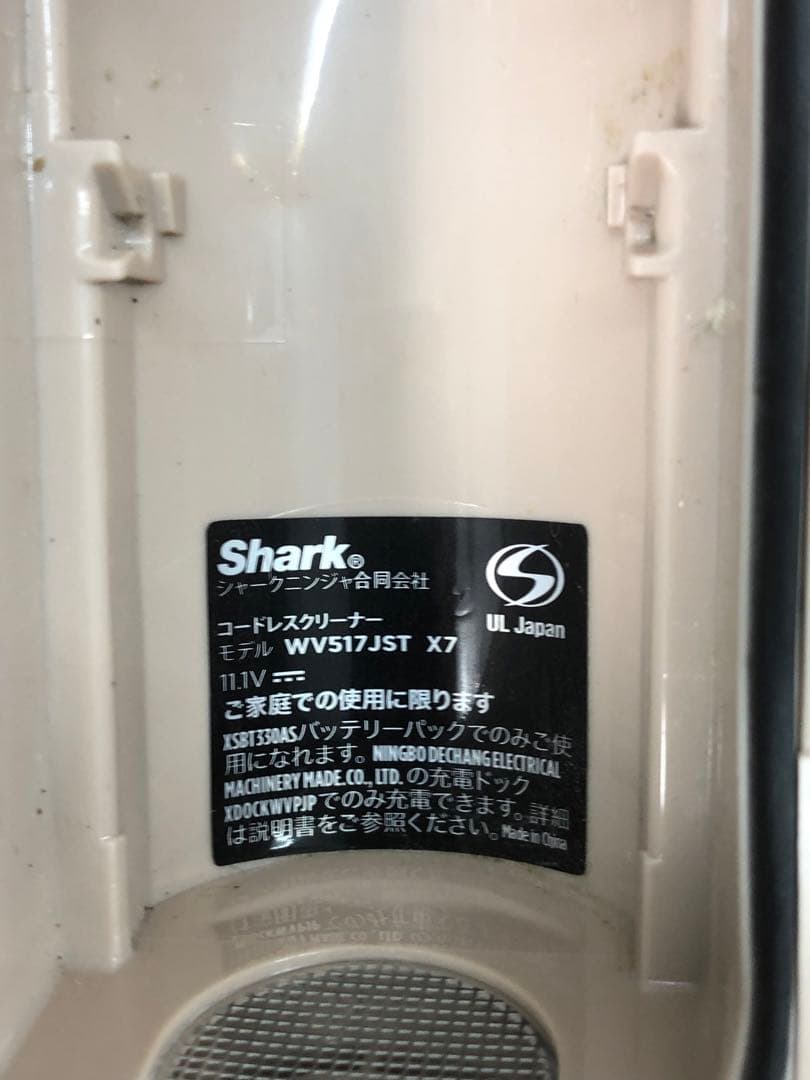 Shark®
シャークニンジャ合同会社
UL Japan
コードレスクリーナー
モデル WV517JST X7
11.1V
ご家庭での使用に限ります
XSBT330ASバッテリーパックでのみご使
用になれます。NINGBO DECHANG ELECTRICAL
MACHINERY MADE.CO., LTD. の充電ドック
XDOCKWVPJPでのみ充電できます。詳細
は説明書をご参照ください。Made in China